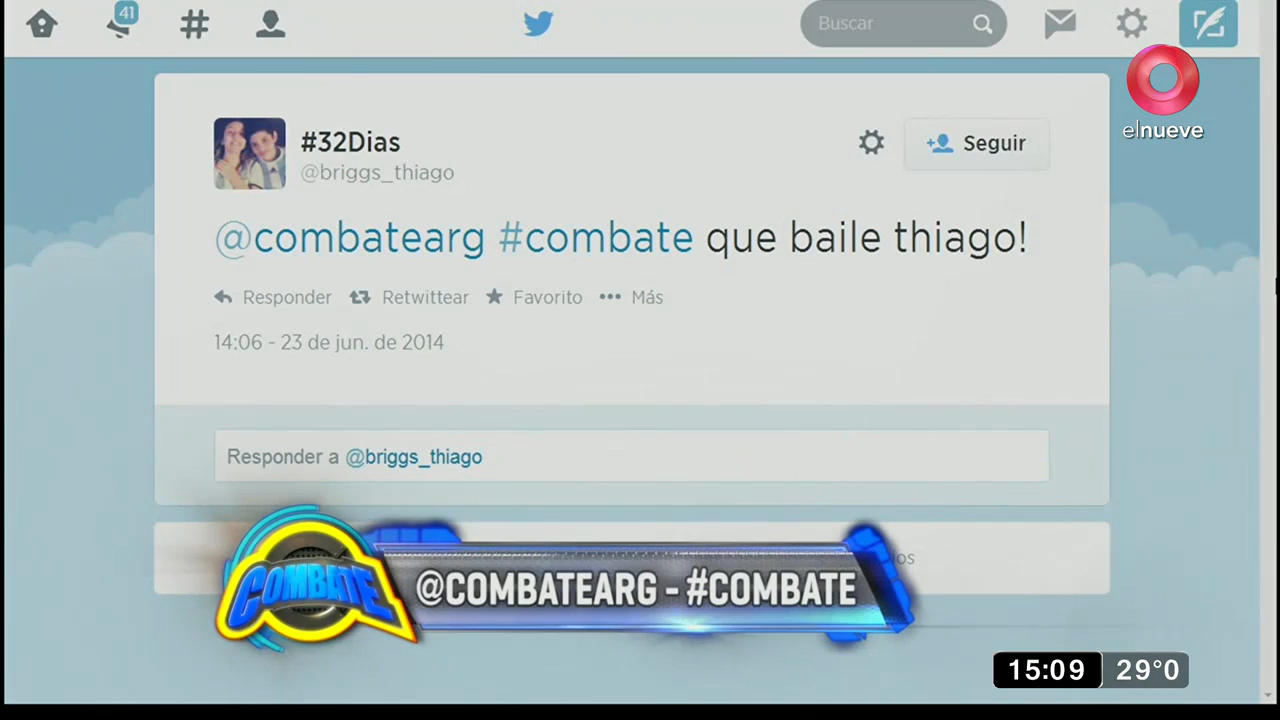 41
Buscar
elnueve
#32Dias
@briggs_thiago
Seguir
@combatearg #combate que baile thiago!
Responder Retwittear Favorito Más
14:06 - 23 de jun. de 2014
Responder a @briggs_thiago
COMBATE
@COMBATEARG - #COMBATE
15:09 29°0